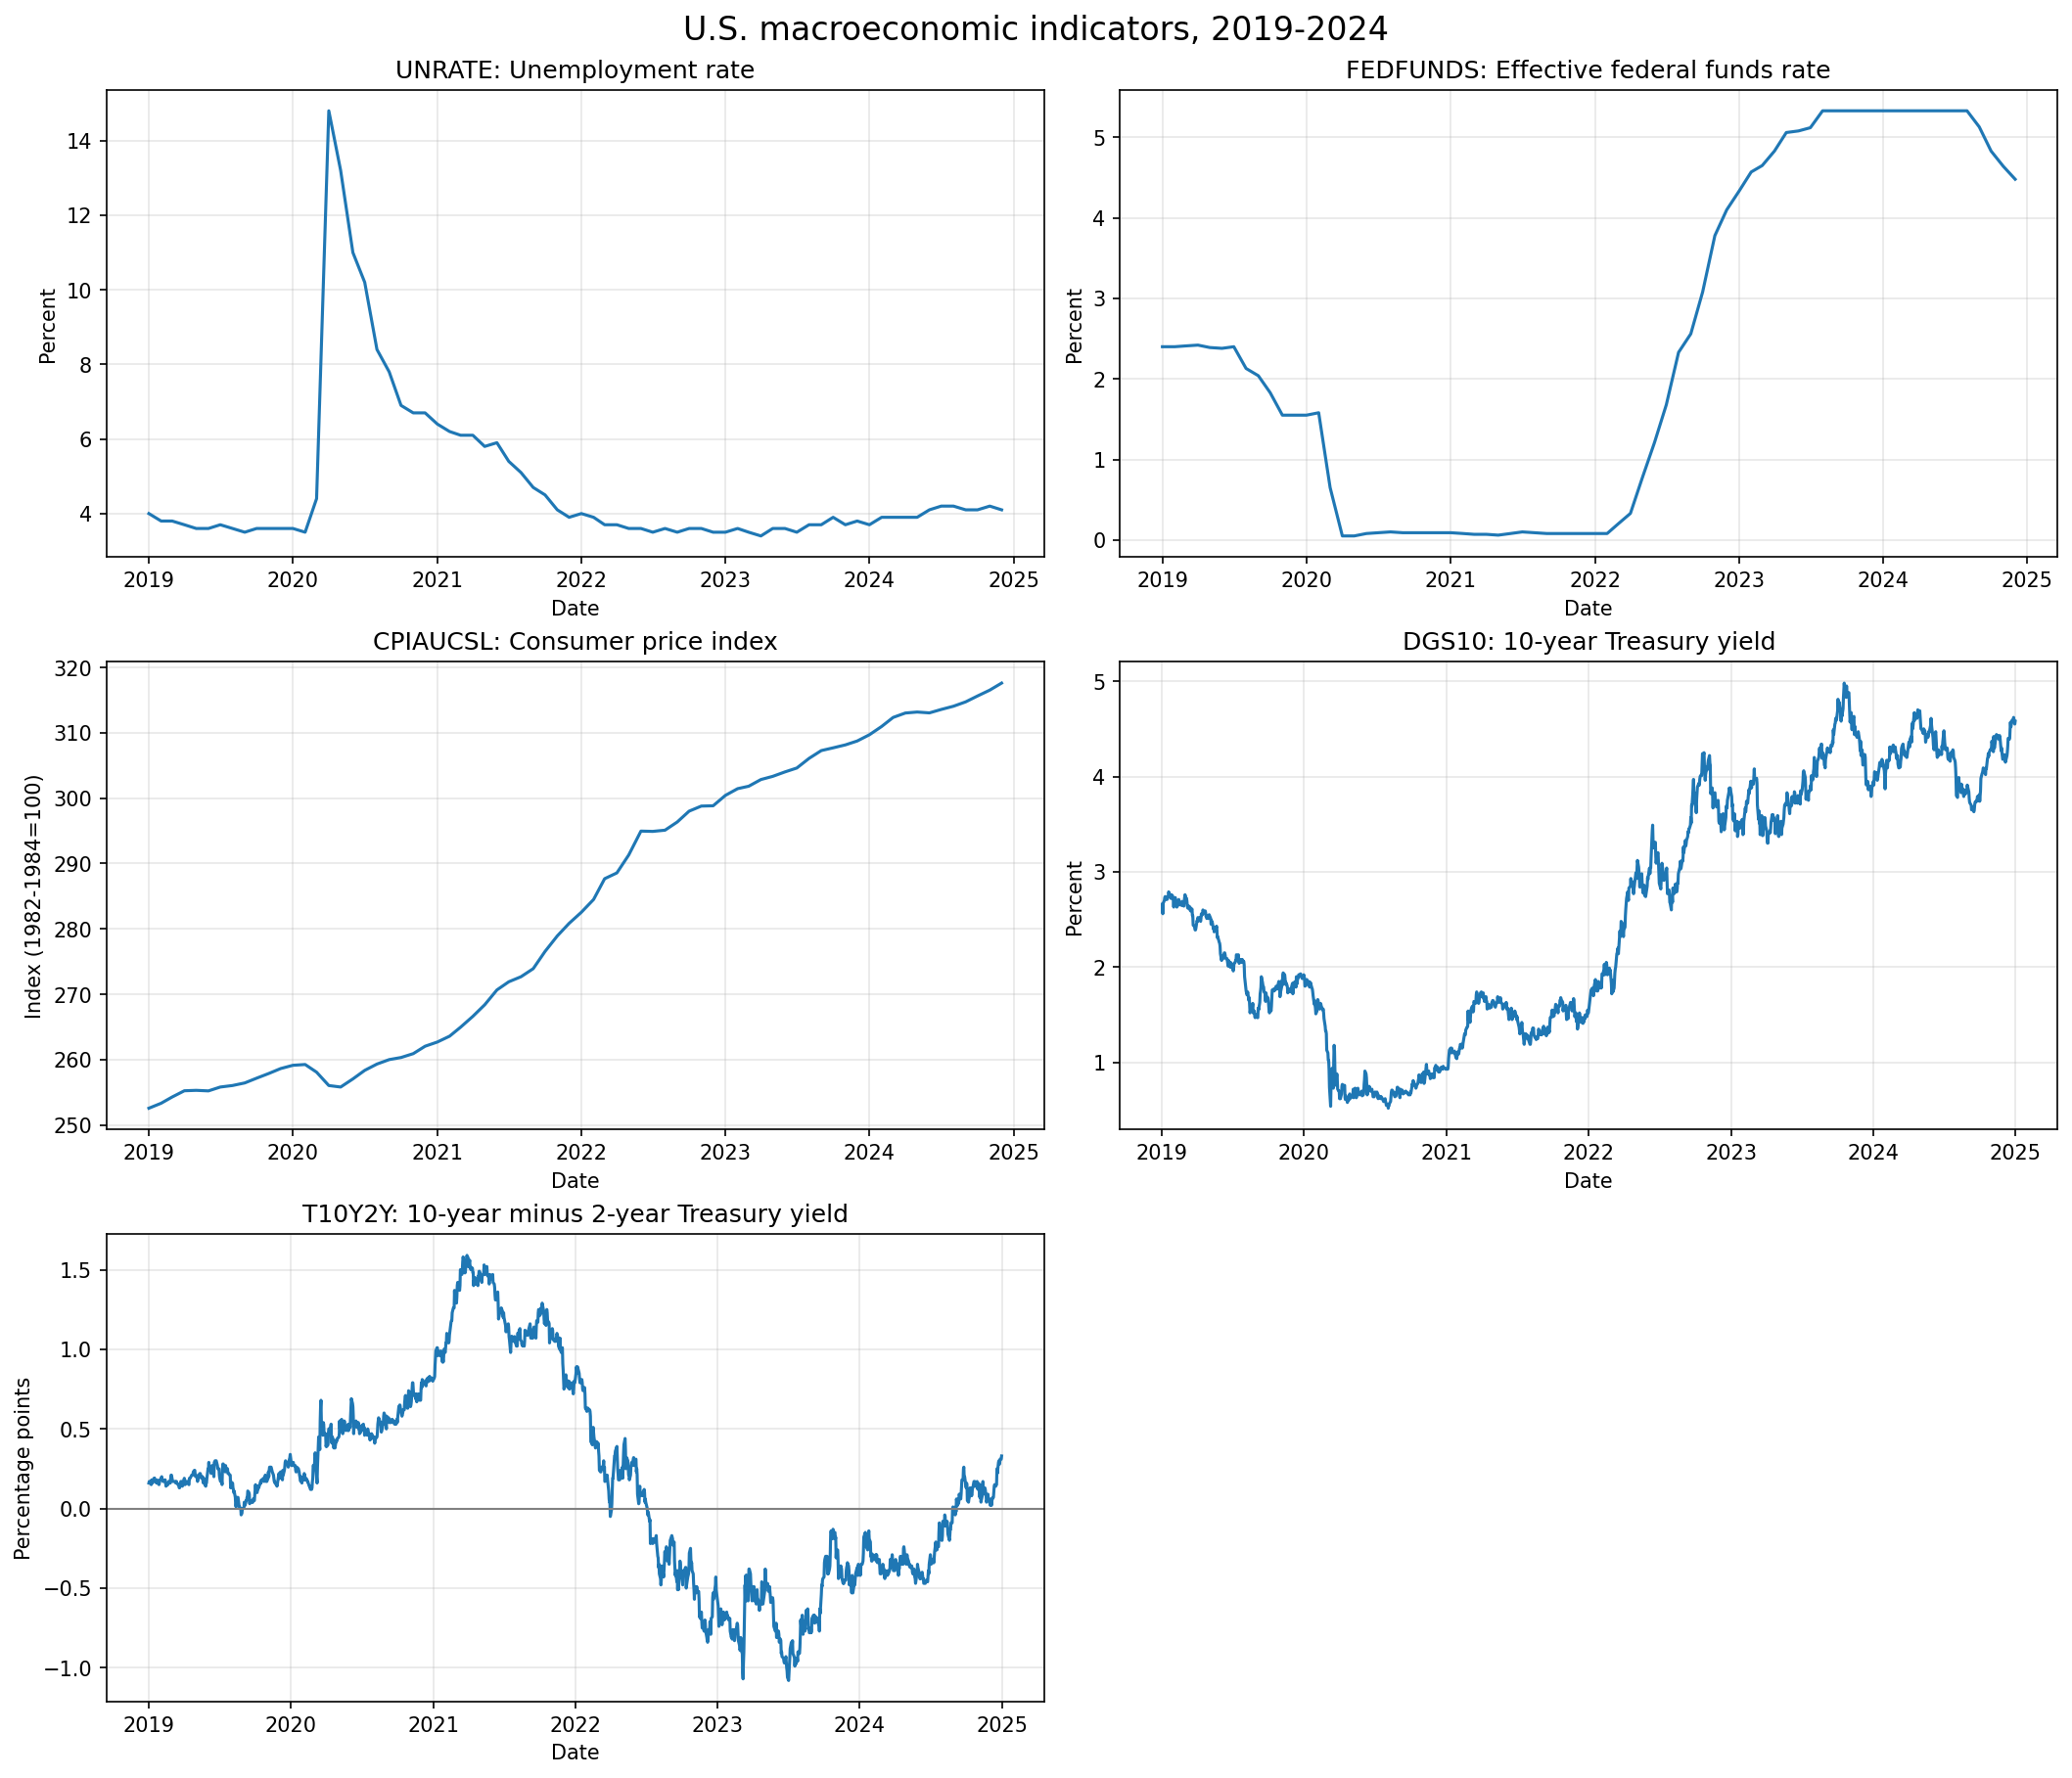 U.S. macroeconomic indicators, 2019-2024
UNRATE: Unemployment rate
Percent
14
12
10
8
6
4
2019 2020 2021 2022 2023 2024 2025
Date
FEDFUNDS: Effective federal funds rate
Percent
5
4
3
2
1
0
2019 2020 2021 2022 2023 2024 2025
Date
CPIAUCSL: Consumer price index
Index (1982-1984=100)
320
310
300
290
280
270
260
250
2019 2020 2021 2022 2023 2024 2025
Date
DGS10: 10-year Treasury yield
Percent
5
4
3
2
1
2019 2020 2021 2022 2023 2024 2025
Date
T10Y2Y: 10-year minus 2-year Treasury yield
Percentage points
1.5
1.0
0.5
0.0
−0.5
−1.0
2019 2020 2021 2022 2023 2024 2025
Date